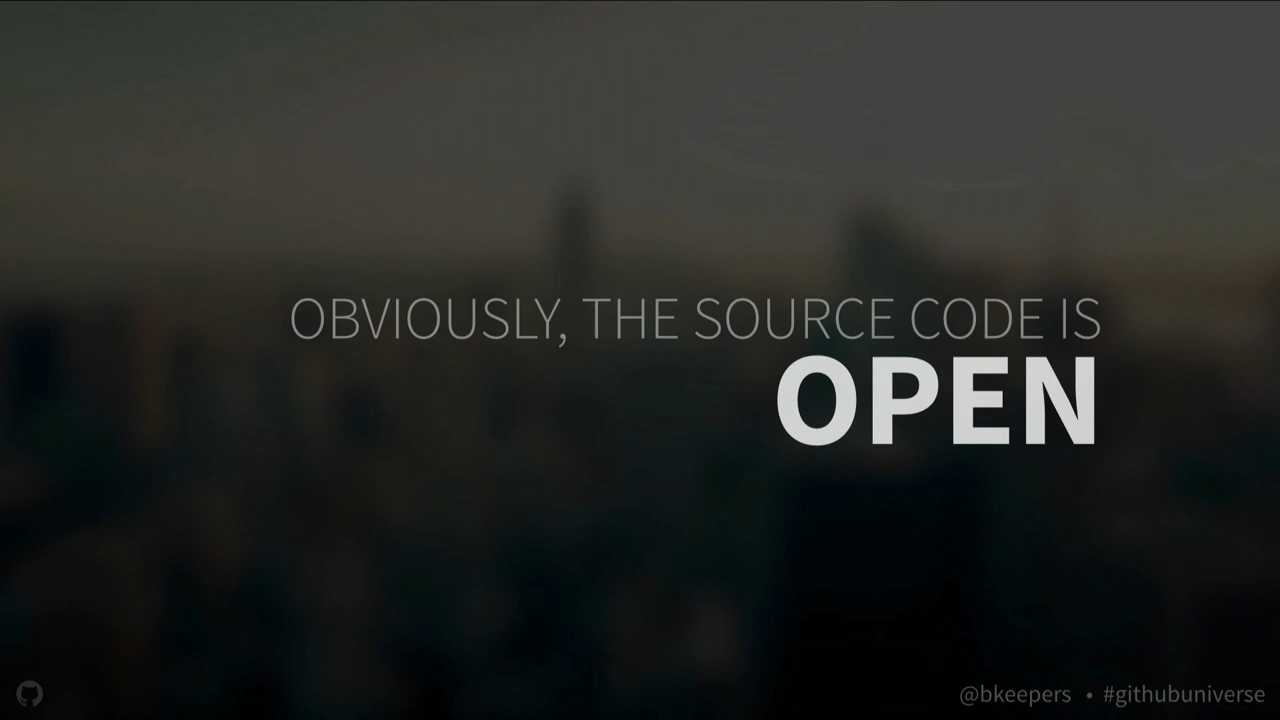 OBVIOUSLY, THE SOURCE CODE IS
OPEN
@bkeepers • #githubuniverse